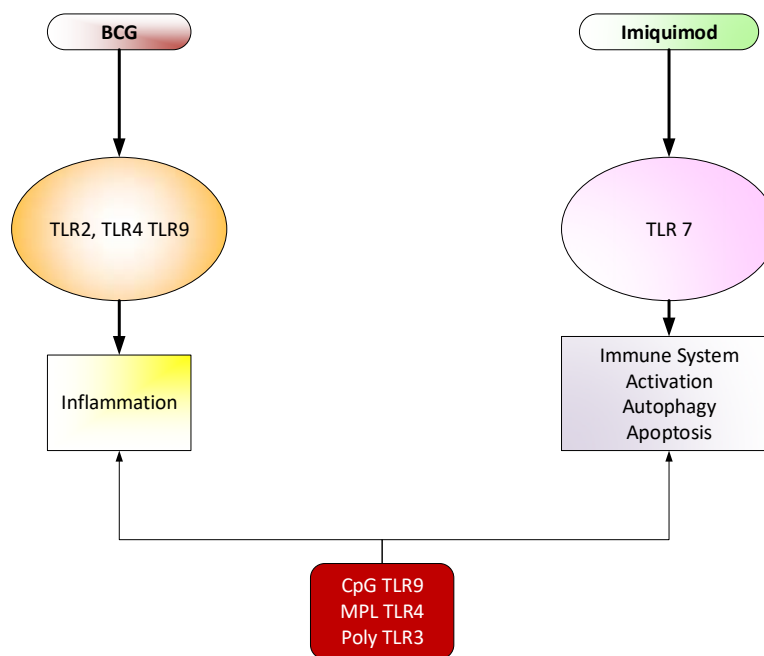 BCG
Imiquimod
TLR2, TLR4 TLR9
TLR 7
Inflammation
Immune System
Activation
Autophagy
Apoptosis
CpG TLR9
MPL TLR4
Poly TLR3